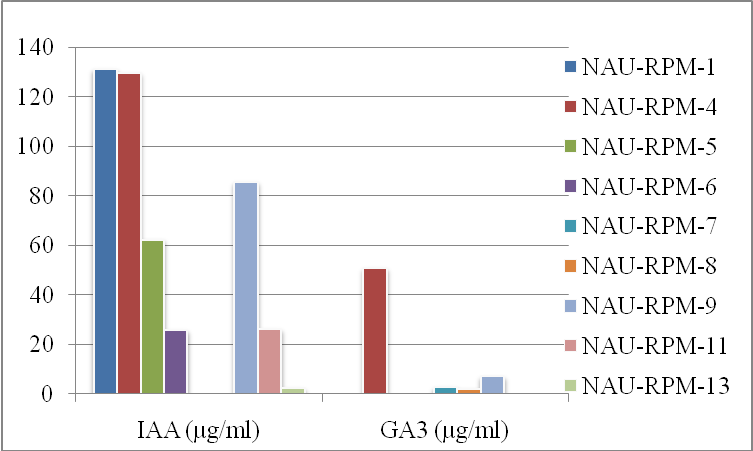 140
120
100
80
60
40
20
0
IAA (µg/ml)
GA3 (µg/ml)
NAU-RPM-1
NAU-RPM-4
NAU-RPM-5
NAU-RPM-6
NAU-RPM-7
NAU-RPM-8
NAU-RPM-9
NAU-RPM-11
NAU-RPM-13